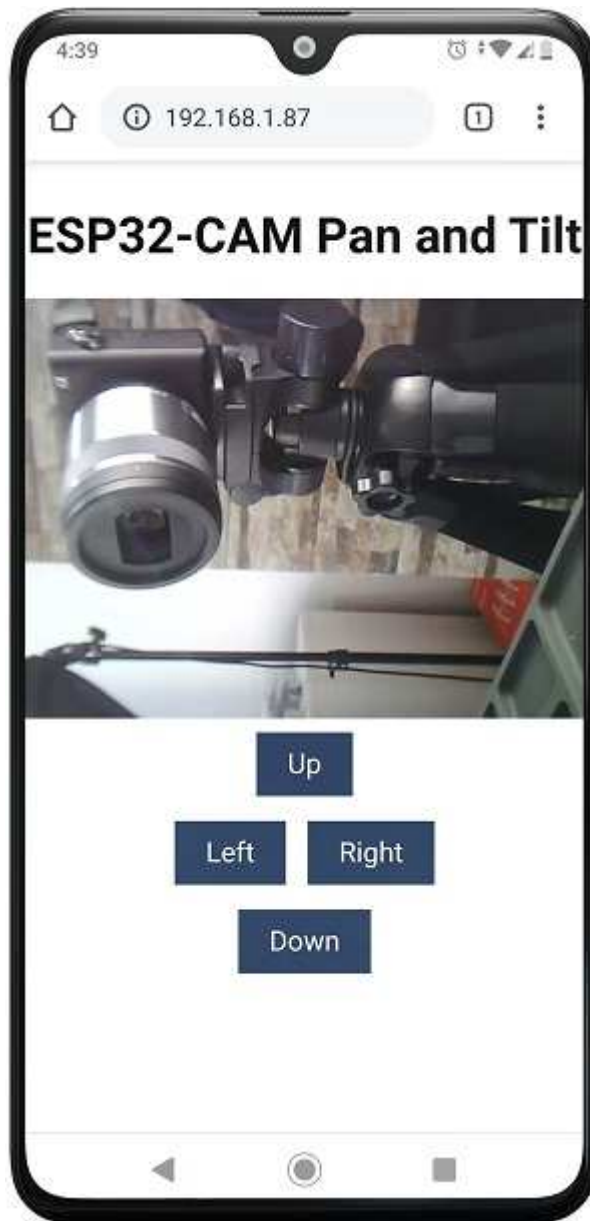 4:39
192.168.1.87
1
ESP32-CAM Pan and Tilt
Up
Left Right
Down